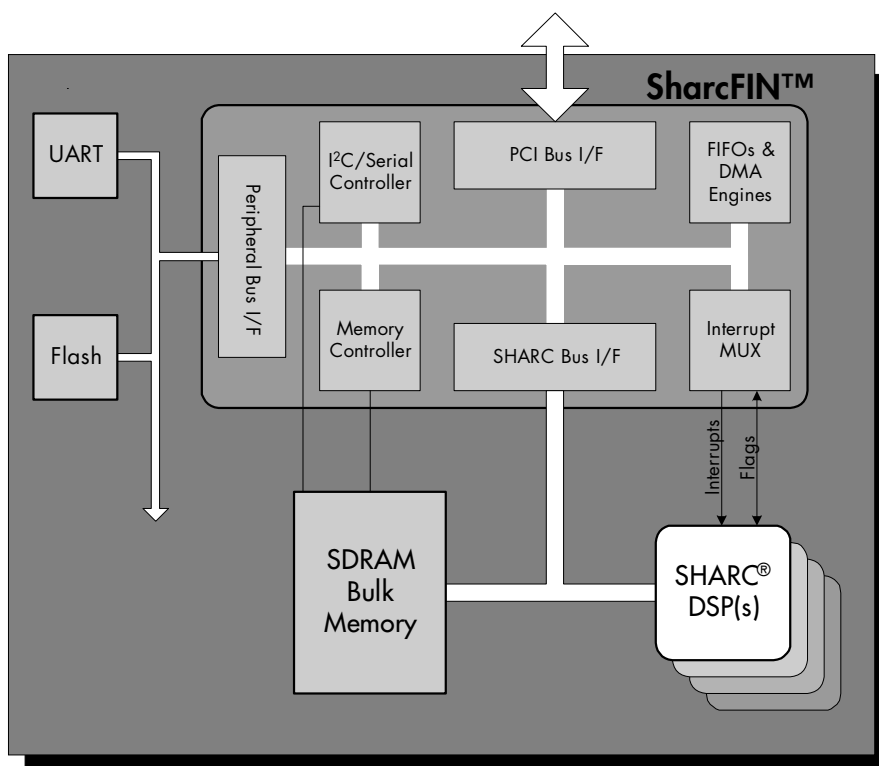 SharcFIN™
UART
I²C/Serial
Controller
PCI Bus I/F
FIFOs &
DMA
Engines
Peripheral Bus I/F
Flash
Memory
Controller
SHARC Bus I/F
Interrupt
MUX
Interrupts
Flags
SDRAM
Bulk
Memory
SHARC®
DSP(s)